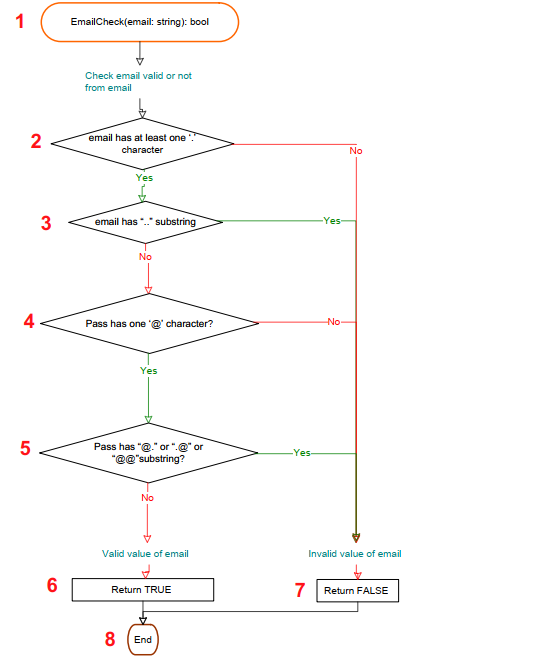 1
EmailCheck(email: string): bool
Check email valid or not
from email
2
email has at least one '.'
character
No
Yes
3
email has ".." substring
Yes
No
4
Pass has one '@' character?
No
Yes
5
Pass has "@." or ".@" or
"@@"substring?
Yes
No
Valid value of email
Invalid value of email
6
Return TRUE
7
Return FALSE
8
End